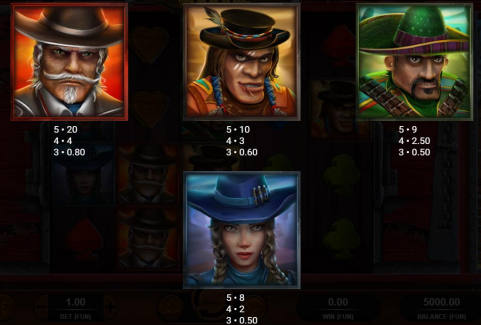 5 • 20
4 • 4
3 • 0.80
5 • 10
4 • 3
3 • 0.60
5 • 9
4 • 2.50
3 • 0.50
5 • 8
4 • 2
3 • 0.50
1.00
BET (FUN)
0.00
WIN (FUN)
5000.00
BALANCE (FUN)